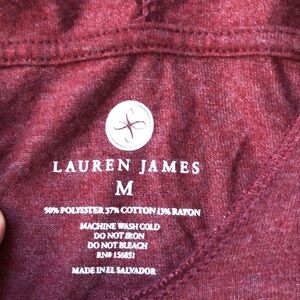 LAUREN JAMES
M
50% POLYESTER 37% COTTON 13% RAYON
MACHINE WASH COLD
DO NOT IRON
DO NOT BLEACH
RN# 156851
MADE IN EL SALVADOR